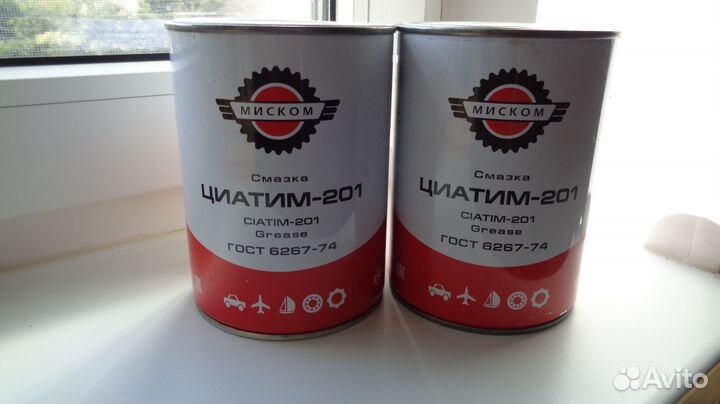 МИСКОМ
Смазка
ЦИАТИМ-201
CIATIM-201
Grease
ГОСТ 6267-74
МИСКОМ
Смазка
ЦИАТИМ-201
CIATIM-201
Grease
ГОСТ 6267-74
Avito